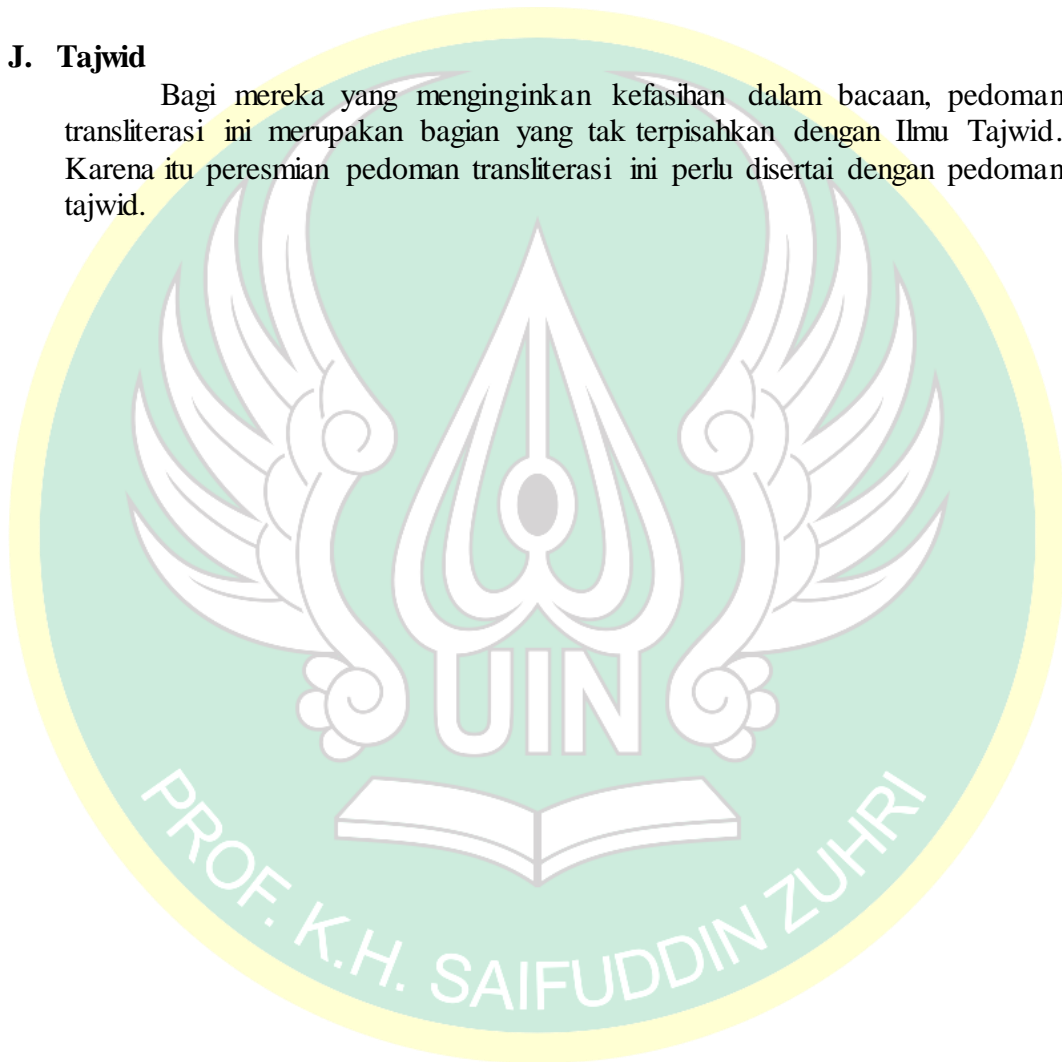 J. Tajwid
Bagi mereka yang menginginkan kefasihan dalam bacaan, pedoman
transliterasi ini merupakan bagian yang tak terpisahkan dengan Ilmu Tajwid.
Karena itu peresmian pedoman transliterasi ini perlu disertai dengan pedoman
tajwid.
UIN
PROF. K.H. SAIFUDDIN ZUHRI